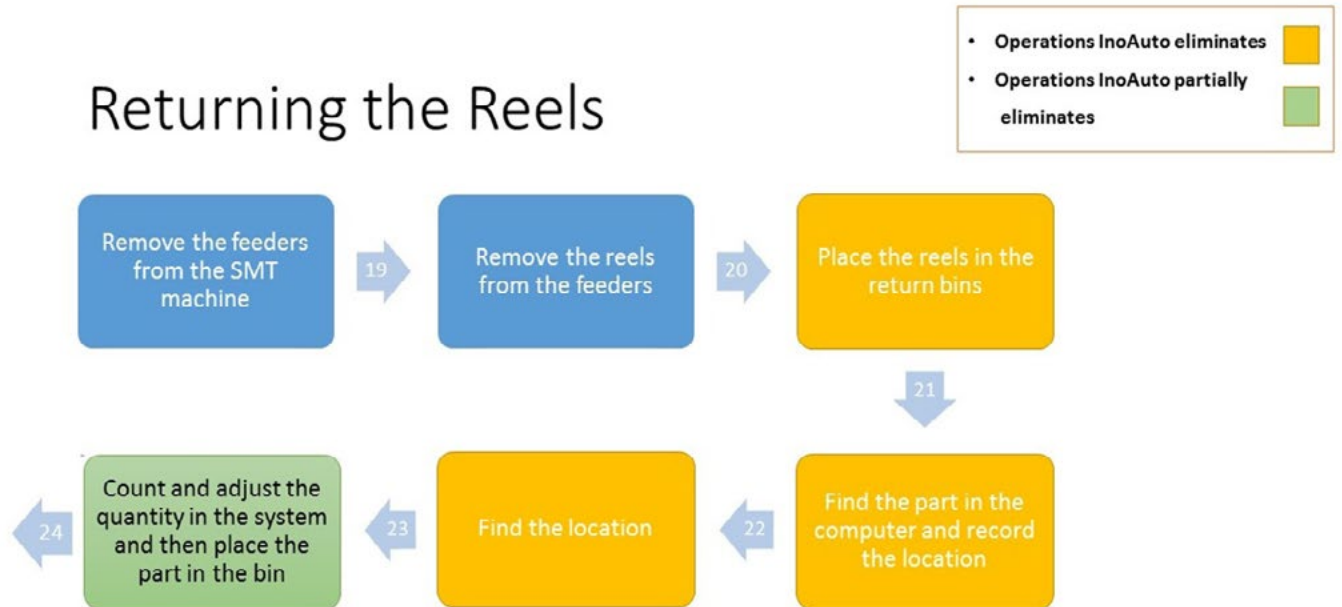 • Operations InoAuto eliminates
• Operations InoAuto partially
eliminates
Returning the Reels
Remove the feeders
from the SMT
machine
19
Remove the reels
from the feeders
20
Place the reels in the
return bins
21
Find the part in the
computer and record
the location
22
Find the location
23
Count and adjust the
quantity in the system
and then place the
part in the bin
24